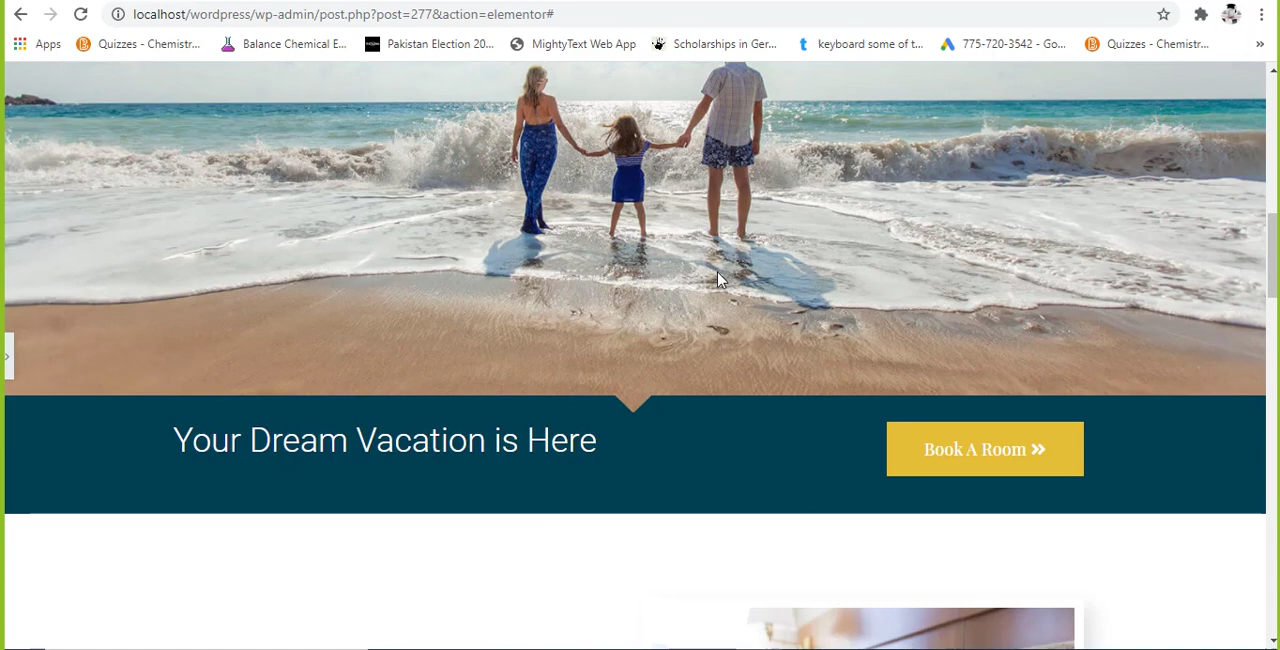 localhost/wordpress/wp-admin/post.php?post=277&action=elementor#
Apps Quizzes - Chemistr... Balance Chemical E... Pakistan Election 20... MightyText Web App Scholarships in Ger... keyboard some of t... 775-720-3542 - Go... Quizzes - Chemistr... »
Your Dream Vacation is Here
Book A Room »